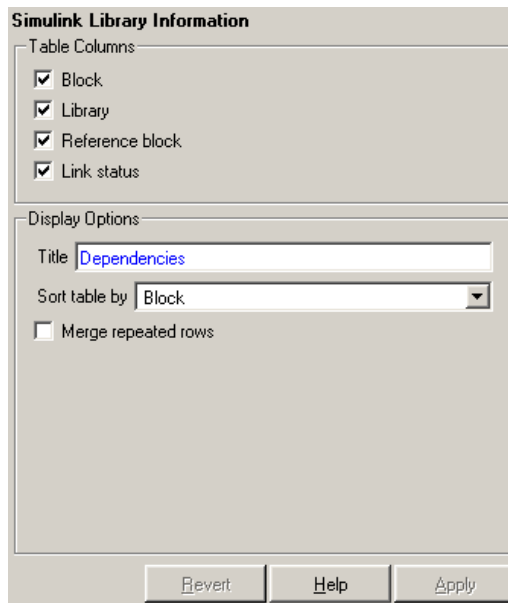 Simulink Library Information
Table Columns
Block
Library
Reference block
Link status
Display Options
Title Dependencies
Sort table by Block
Merge repeated rows
Revert Help Apply